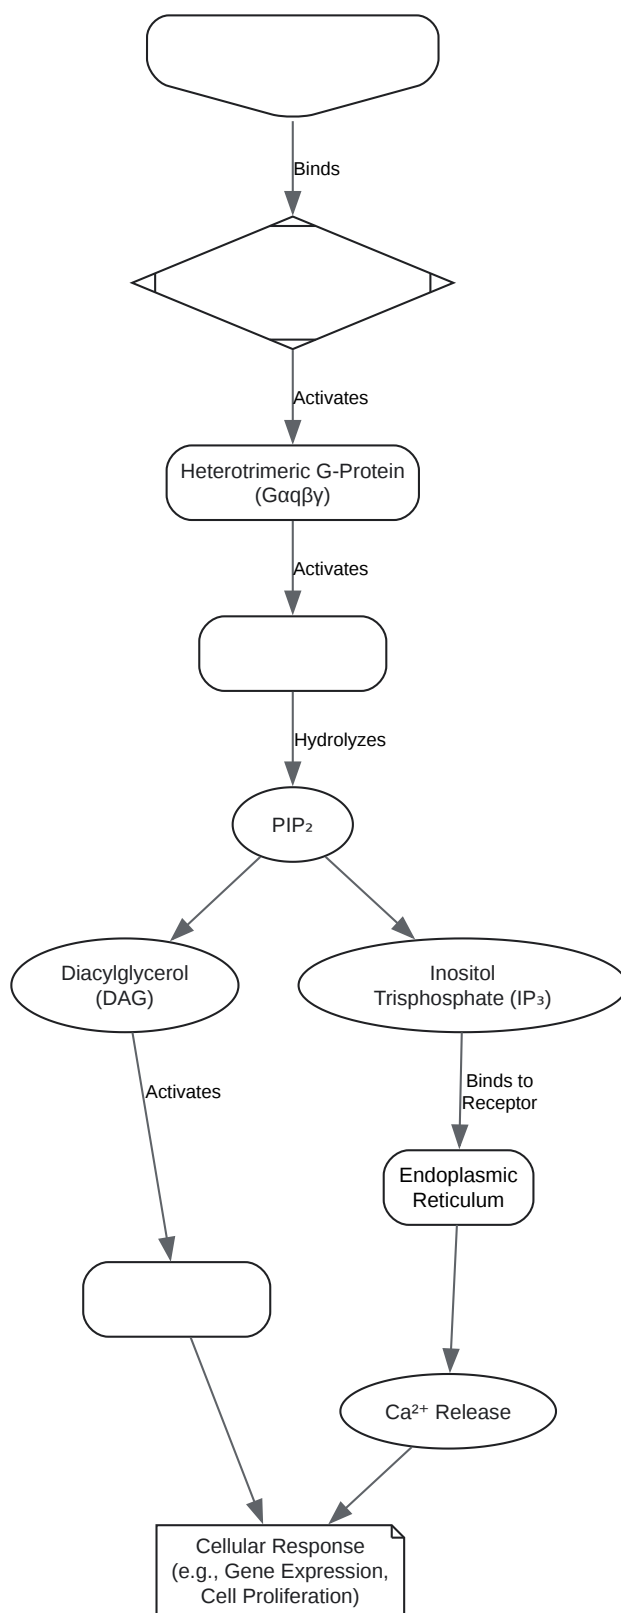 Binds
Activates
Heterotrimeric G-Protein
(Gαqβγ)
Activates
Hydrolyzes
PIP₂
Diacylglycerol
(DAG)
Inositol
Trisphosphate (IP₃)
Activates
Binds to
Receptor
Endoplasmic
Reticulum
Ca²⁺ Release
Cellular Response
(e.g., Gene Expression,
Cell Proliferation)